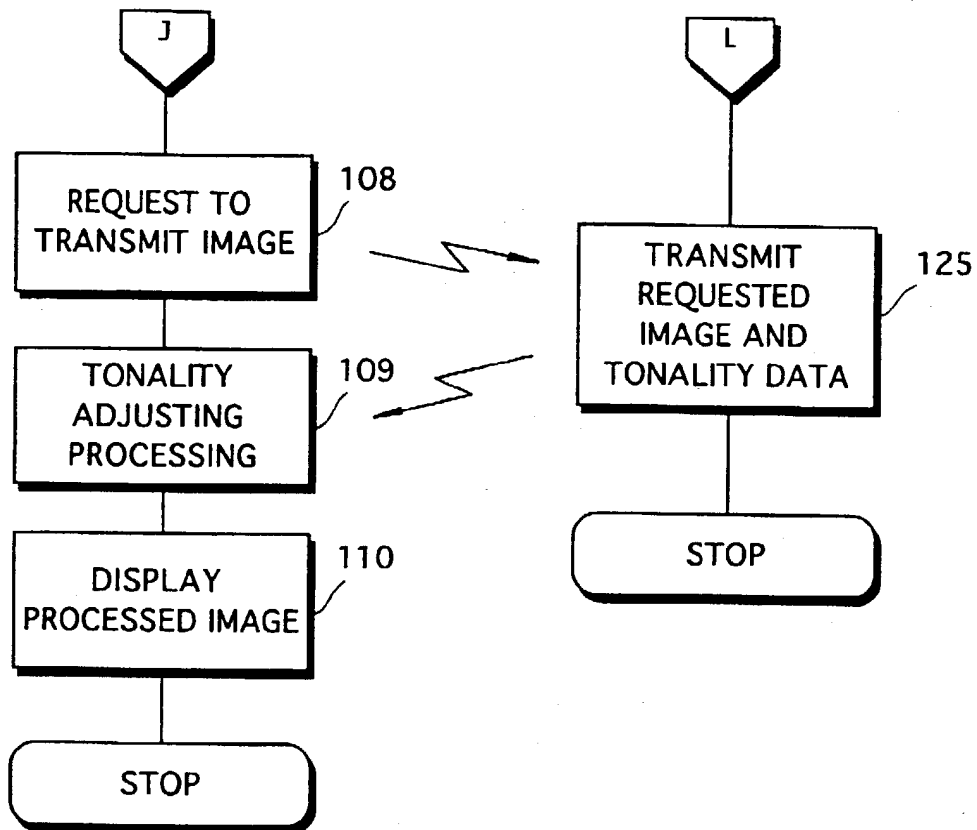 J
REQUEST TO
TRANSMIT IMAGE
108
TONALITY
ADJUSTING
PROCESSING
109
DISPLAY
PROCESSED IMAGE
110
STOP
L
TRANSMIT
REQUESTED
IMAGE AND
TONALITY DATA
125
STOP